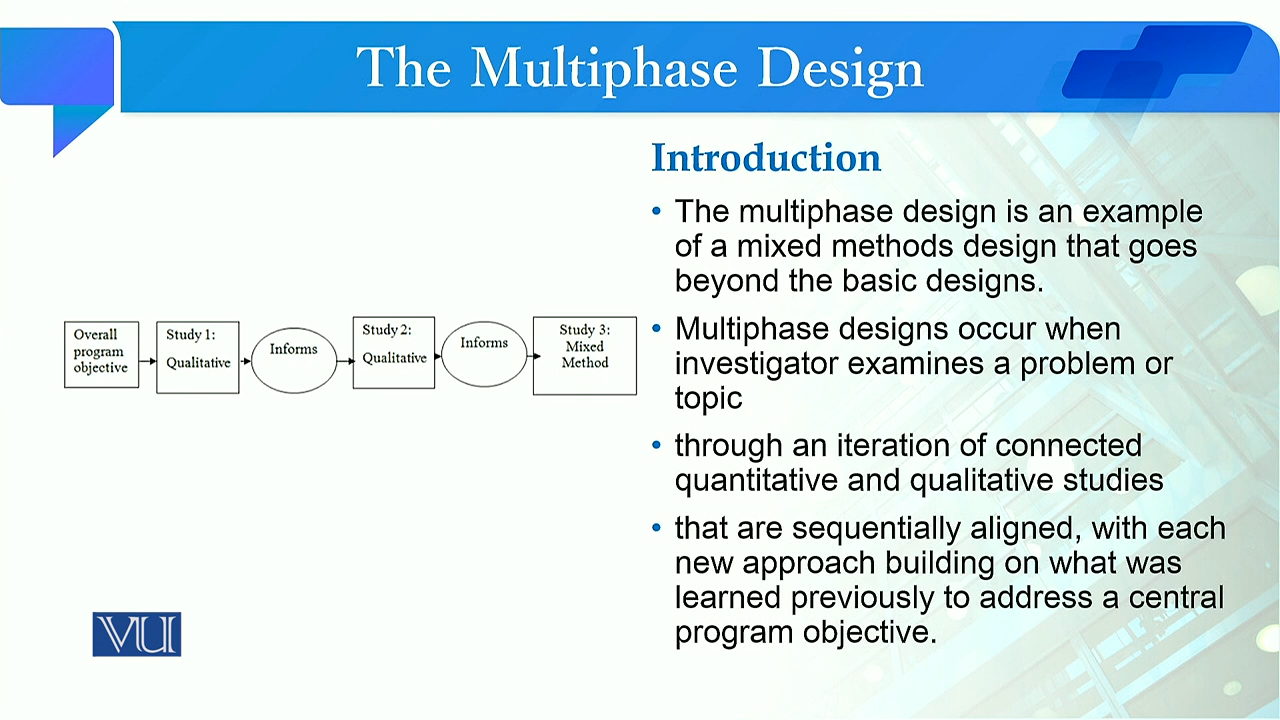 The Multiphase Design
Overall
program
objective
Study 1:
Qualitative
Informs
Study 2:
Qualitative
Informs
Study 3:
Mixed
Method
Introduction
• The multiphase design is an example
of a mixed methods design that goes
beyond the basic designs.
• Multiphase designs occur when
investigator examines a problem or
topic
• through an iteration of connected
quantitative and qualitative studies
• that are sequentially aligned, with each
new approach building on what was
learned previously to address a central
program objective.
VU